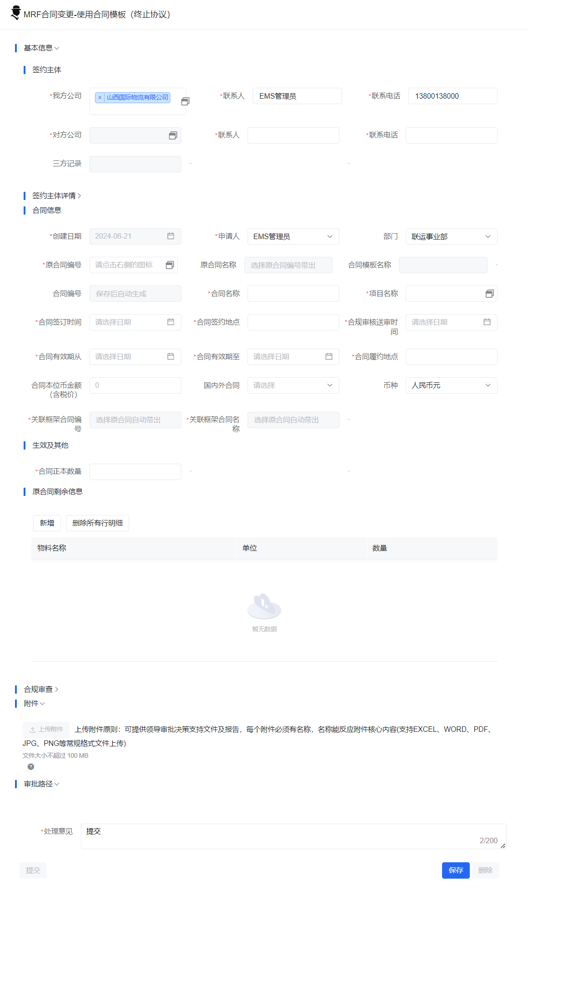 MRF合同变更-使用合同模板（终止协议）
基本信息
签约主体
*我方公司 × 山西国际物流有限公司 *联系人 EMS管理员 *联系电话 13800138000
*对方公司 *联系人 *联系电话
三方记录 - -
签约主体详情
合同信息
*创建日期 2024-06-21 *申请人 EMS管理员 部门 联运事业部
*原合同编号 请点击右侧的图标 原合同名称 选择原合同编号带出 合同模板名称 -
合同编号 保存后自动生成 *合同名称 *项目名称
*合同签订时间 请选择日期 *合同签约地点 *合规审核送审时间 请选择日期
*合同有效期从 请选择日期 *合同有效期至 请选择日期 *合同履约地点
合同本位币金额（含税价） 0 国内外合同 请选择 币种 人民币元
*关联框架合同编号 选择原合同自动带出 *关联框架合同名称 选择原合同自动带出 -
生效及其他
*合同正本数量 - -
原合同剩余信息
新增 删除所有行明细
物料名称 单位 数量
暂无数据
合规审查
附件
上传附件 上传附件原则：可提供领导审批决策支持文件及报告，每个附件必须有名称，名称能反应附件核心内容(支持EXCEL、WORD、PDF、
JPG、PNG等常规格式文件上传)
文件大小不超过 100 MB
?
审批路径
*处理意见 提交
2/200
提交 保存 删除